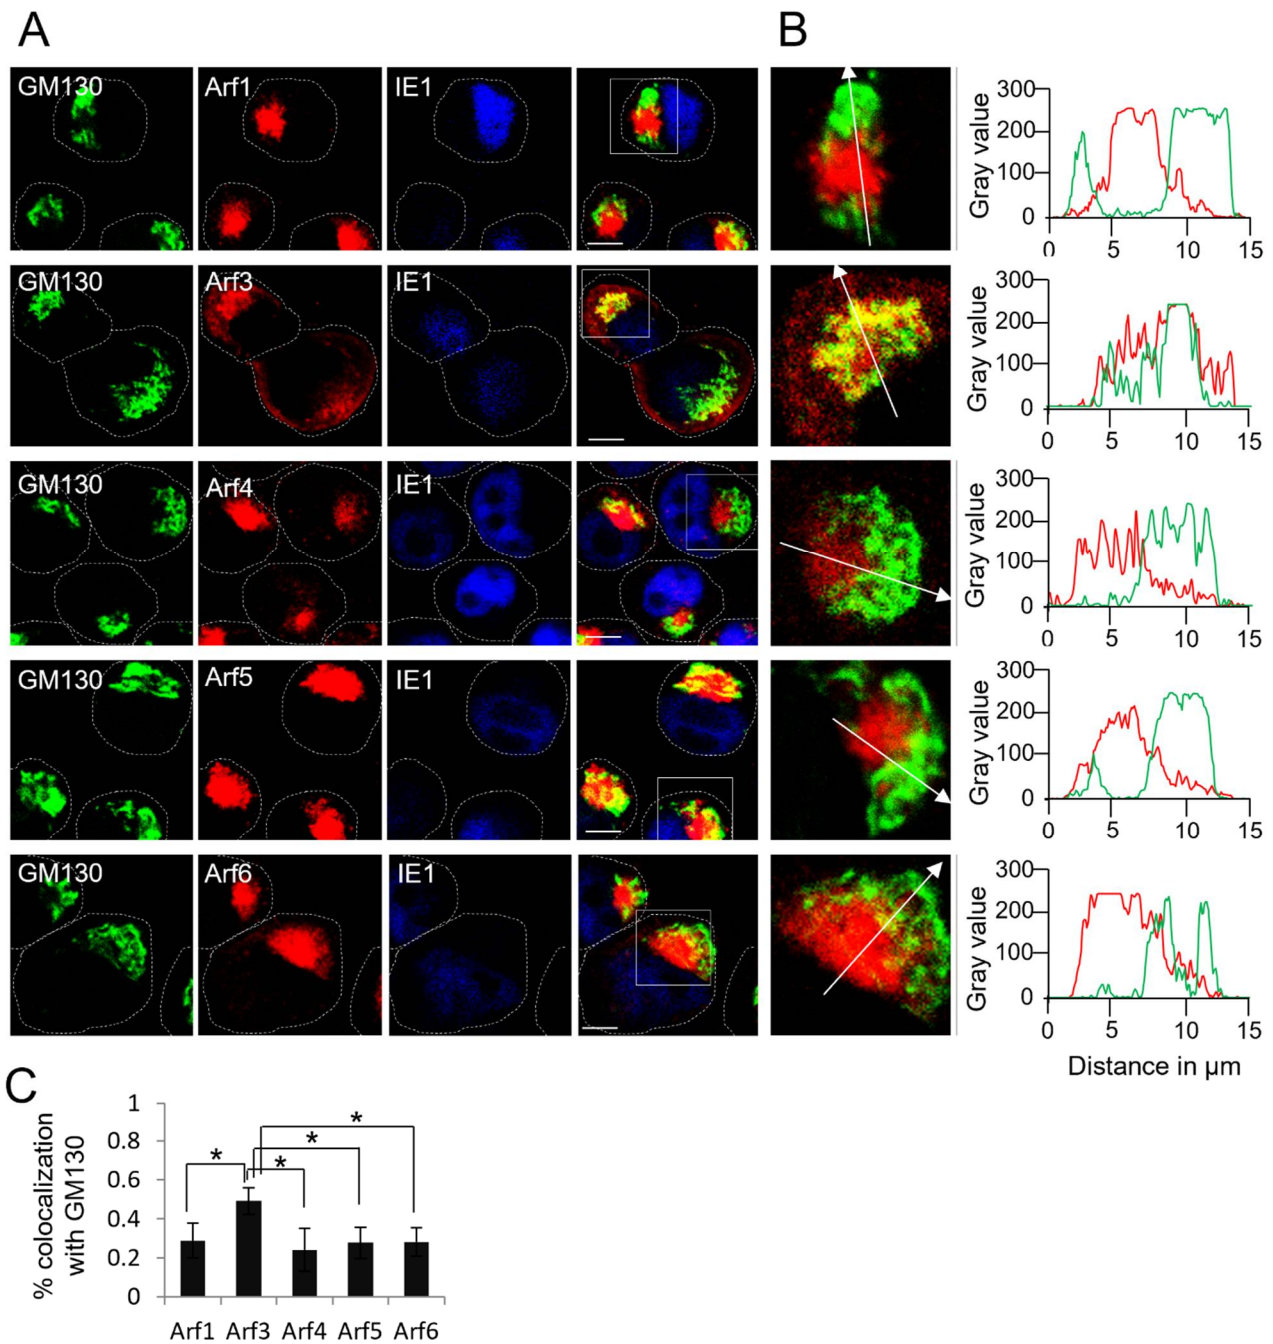 A
B
GM130 Arf1 IE1
Gray value
300
200
100
0
0 5 10 15
GM130 Arf3 IE1
Gray value
300
200
100
0
0 5 10 15
GM130 Arf4 IE1
Gray value
300
200
100
0
0 5 10 15
GM130 Arf5 IE1
Gray value
300
200
100
0
0 5 10 15
GM130 Arf6 IE1
Gray value
300
200
100
0
0 5 10 15
Distance in µm
C
% colocalization
with GM130
1
0.8
0.6
0.4
0.2
0
* * * *
Arf1 Arf3 Arf4 Arf5 Arf6